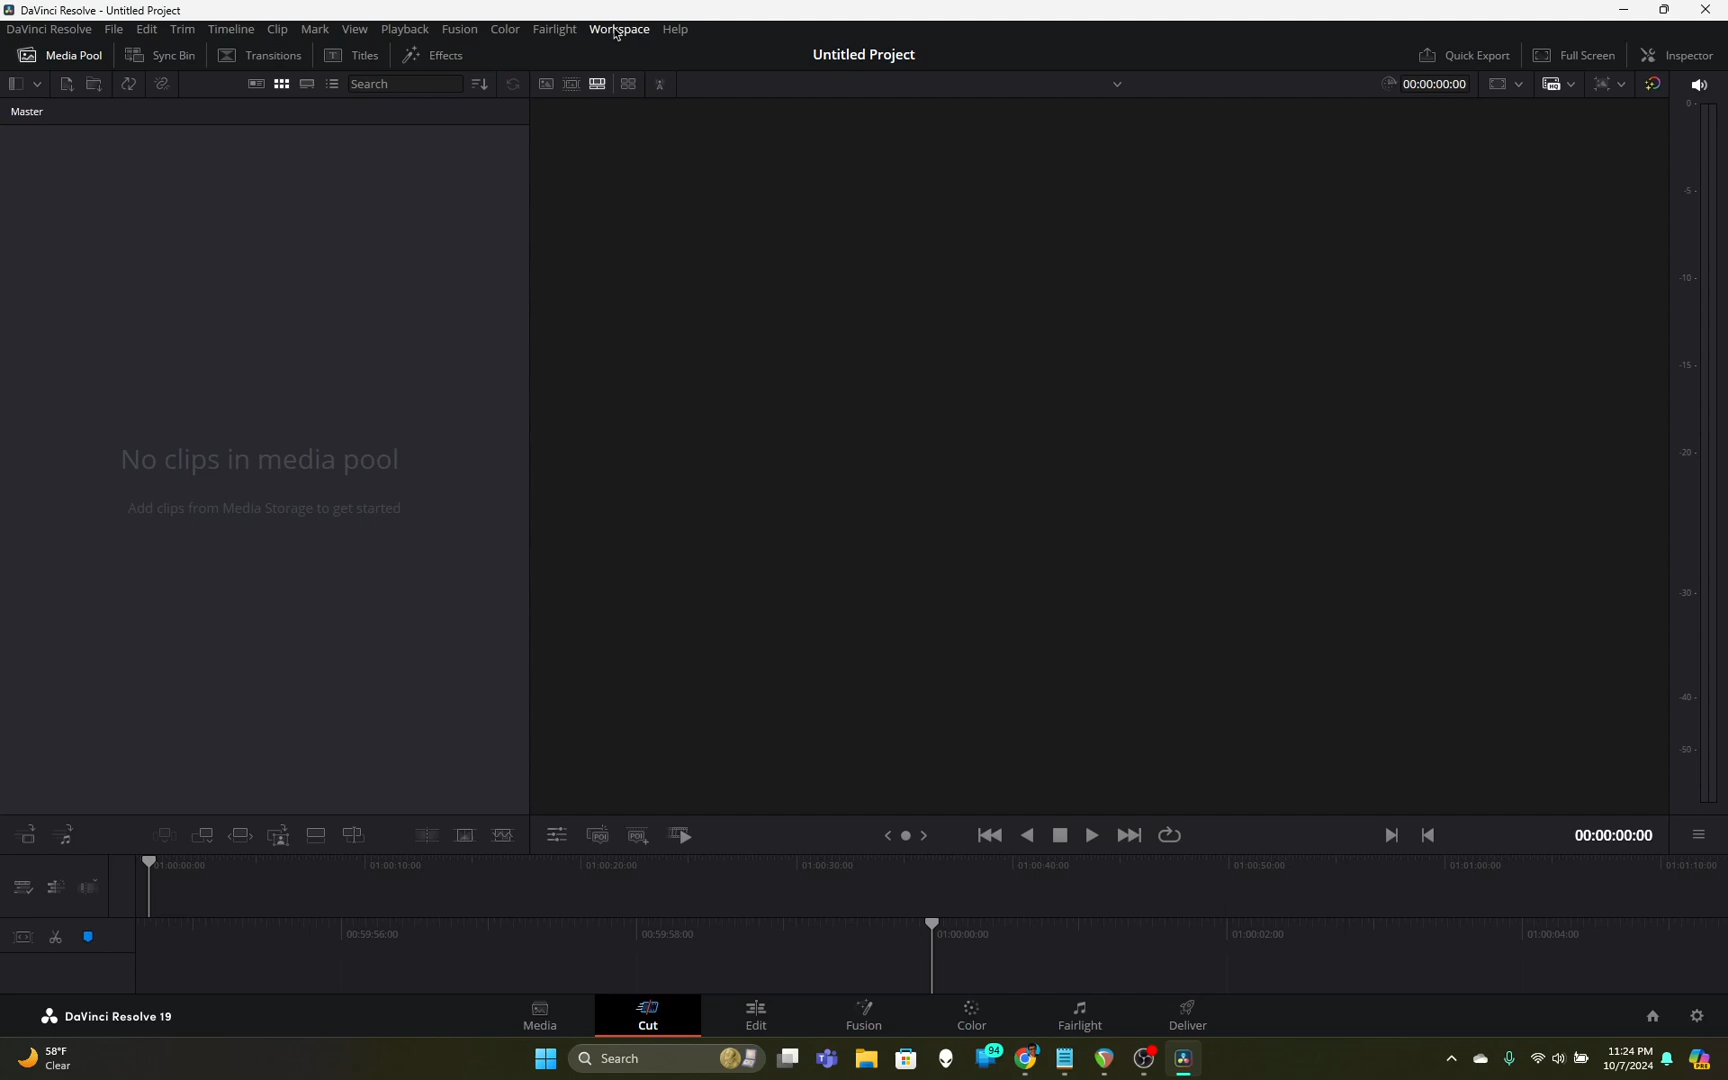 DaVinci Resolve - Untitled Project
DaVinci Resolve File Edit Trim Timeline Clip Mark View Playback Fusion Color Fairlight Workspace Help
Media Pool Sync Bin Transitions Titles Effects Untitled Project Quick Export Full Screen Inspector
Search 00:00:00:00
Master
0
-5
-10
-15
-20
-30
-40
-50
No clips in media pool
Add clips from Media Storage to get started
00:00:00:00
01:00:00:00 01:00:10:00 01:00:20:00 01:00:30:00 01:00:40:00 01:00:50:00 01:01:00:00 01:01:10:00
00:59:56:00 00:59:58:00 01:00:00:00 01:00:02:00 01:00:04:00
DaVinci Resolve 19
Media Cut Edit Fusion Color Fairlight Deliver
58°F
Clear
Search
94
11:24 PM
10/7/2024